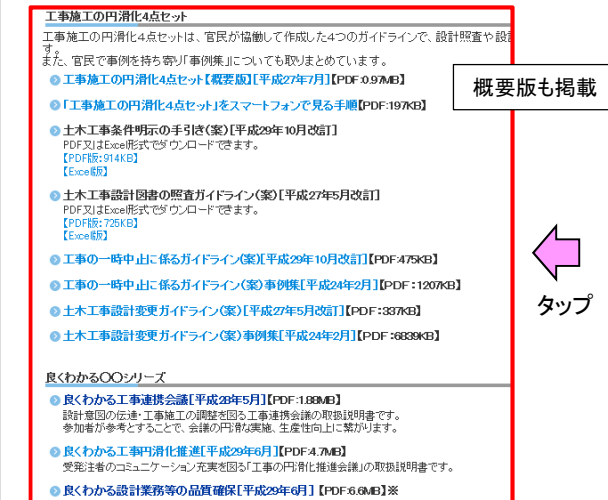 工事施工の円滑化4点セット
工事施工の円滑化4点セットは、官民が協働して作成した4つのガイドラインで、設計照査や設
す。
また、官民で事例を持ち寄り「事例集」についても取りまとめています。
工事施工の円滑化4点セット【概要版】[平成27年7月]【PDF:0.97MB】
概要版も掲載
「工事施工の円滑化4点セット」をスマートフォンで見る手順【PDF:197KB】
土木工事条件明示の手引き(案)[平成29年10月改訂]
PDF又はExcel形式でダウンロードできます。
【PDF版:914KB】
【Excel版】
土木工事設計図書の照査ガイドライン(案)[平成27年5月改訂]
PDF又はExcel形式でダウンロードできます。
【PDF版:725KB】
【Excel版】
工事の一時中止に係るガイドライン(案)[平成29年10月改訂]【PDF:475KB】
工事の一時中止に係るガイドライン(案)事例集[平成24年2月]【PDF:1207KB】
タップ
土木工事設計変更ガイドライン(案)[平成27年5月改訂]【PDF:337KB】
土木工事設計変更ガイドライン(案)事例集[平成24年2月]【PDF:6839KB】
良くわかる〇〇シリーズ
良くわかる工事連携会議[平成28年5月]【PDF:1.88MB】
設計意図の伝達・工事施工の調整を図る工事連携会議の取扱説明書です。
参加者が参考とすることで、会議の円滑な実施、生産性向上に繋がります。
良くわかる工事円滑化推進[平成29年6月]【PDF:4.7MB】
受発注者のコミュニケーション充実を図る「工事の円滑化推進会議」の取扱説明書です。
良くわかる設計業務等の品質確保[平成29年6月]【PDF:6.6MB】※